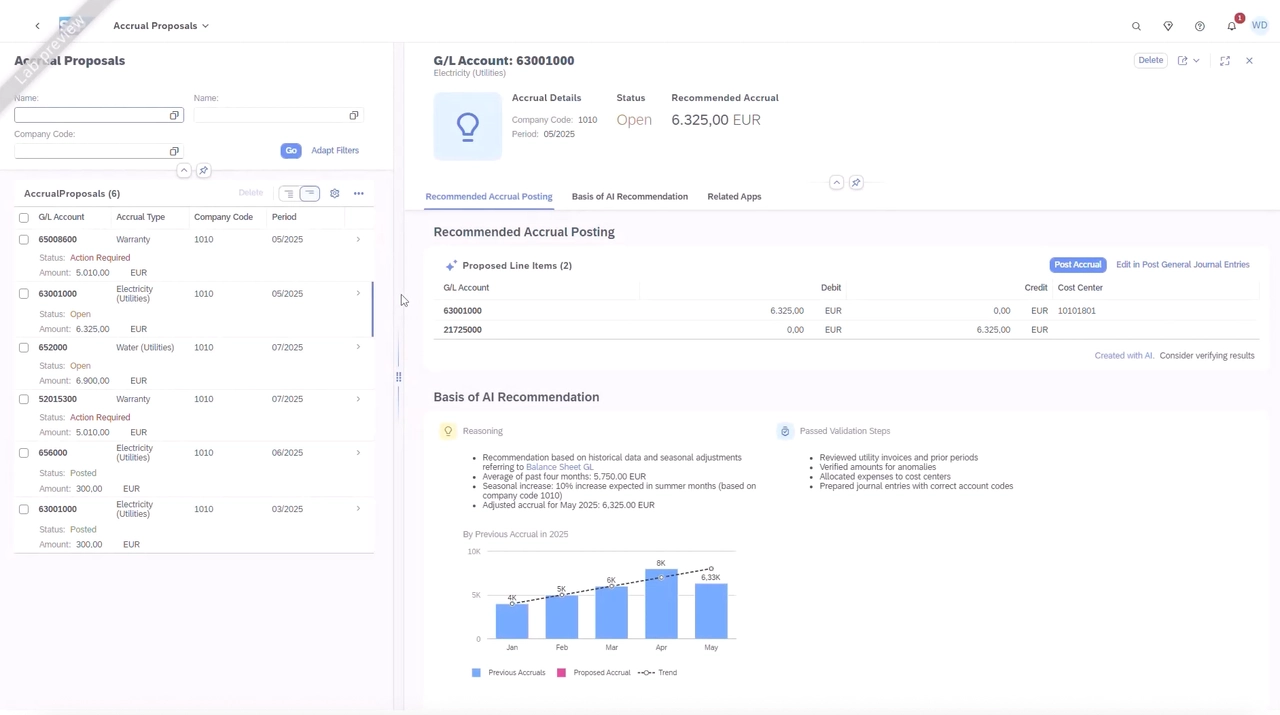 Lab preview
Accrual Proposals
1
WD
Accrual Proposals
Name:
Name:
Company Code:
Go
Adapt Filters
AccrualProposals (6)
Delete
G/L Account
Accrual Type
Company Code
Period
65008600
Warranty
1010
05/2025
Status: Action Required
Amount: 5.010,00 EUR
63001000
Electricity
(Utilities)
1010
05/2025
Status: Open
Amount: 6.325,00 EUR
652000
Water (Utilities)
1010
07/2025
Status: Open
Amount: 6.900,00 EUR
52015300
Warranty
1010
07/2025
Status: Action Required
Amount: 5.010,00 EUR
656000
Electricity
(Utilities)
1010
06/2025
Status: Posted
Amount: 300,00 EUR
63001000
Electricity
(Utilities)
1010
03/2025
Status: Posted
Amount: 300,00 EUR
G/L Account: 63001000
Electricity (Utilities)
Delete
Accrual Details
Company Code: 1010
Period: 05/2025
Status
Open
Recommended Accrual
6.325,00 EUR
Recommended Accrual Posting
Basis of AI Recommendation
Related Apps
Recommended Accrual Posting
Proposed Line Items (2)
Post Accrual
Edit in Post General Journal Entries
G/L Account
Debit
Credit
Cost Center
63001000
6.325,00 EUR
0,00 EUR
10101801
21725000
0,00 EUR
6.325,00 EUR
Created with AI. Consider verifying results
Basis of AI Recommendation
Reasoning
Recommendation based on historical data and seasonal adjustments
referring to Balance Sheet GL
Average of past four months: 5,750.00 EUR
Seasonal increase: 10% increase expected in summer months (based on
company code 1010)
Adjusted accrual for May 2025: 6,325.00 EUR
Passed Validation Steps
Reviewed utility invoices and prior periods
Verified amounts for anomalies
Allocated expenses to cost centers
Prepared journal entries with correct account codes
By Previous Accrual in 2025
10K
5K
0
4K
5K
6K
8K
6,33K
Jan
Feb
Mar
Apr
May
Previous Accruals
Proposed Accrual
Trend